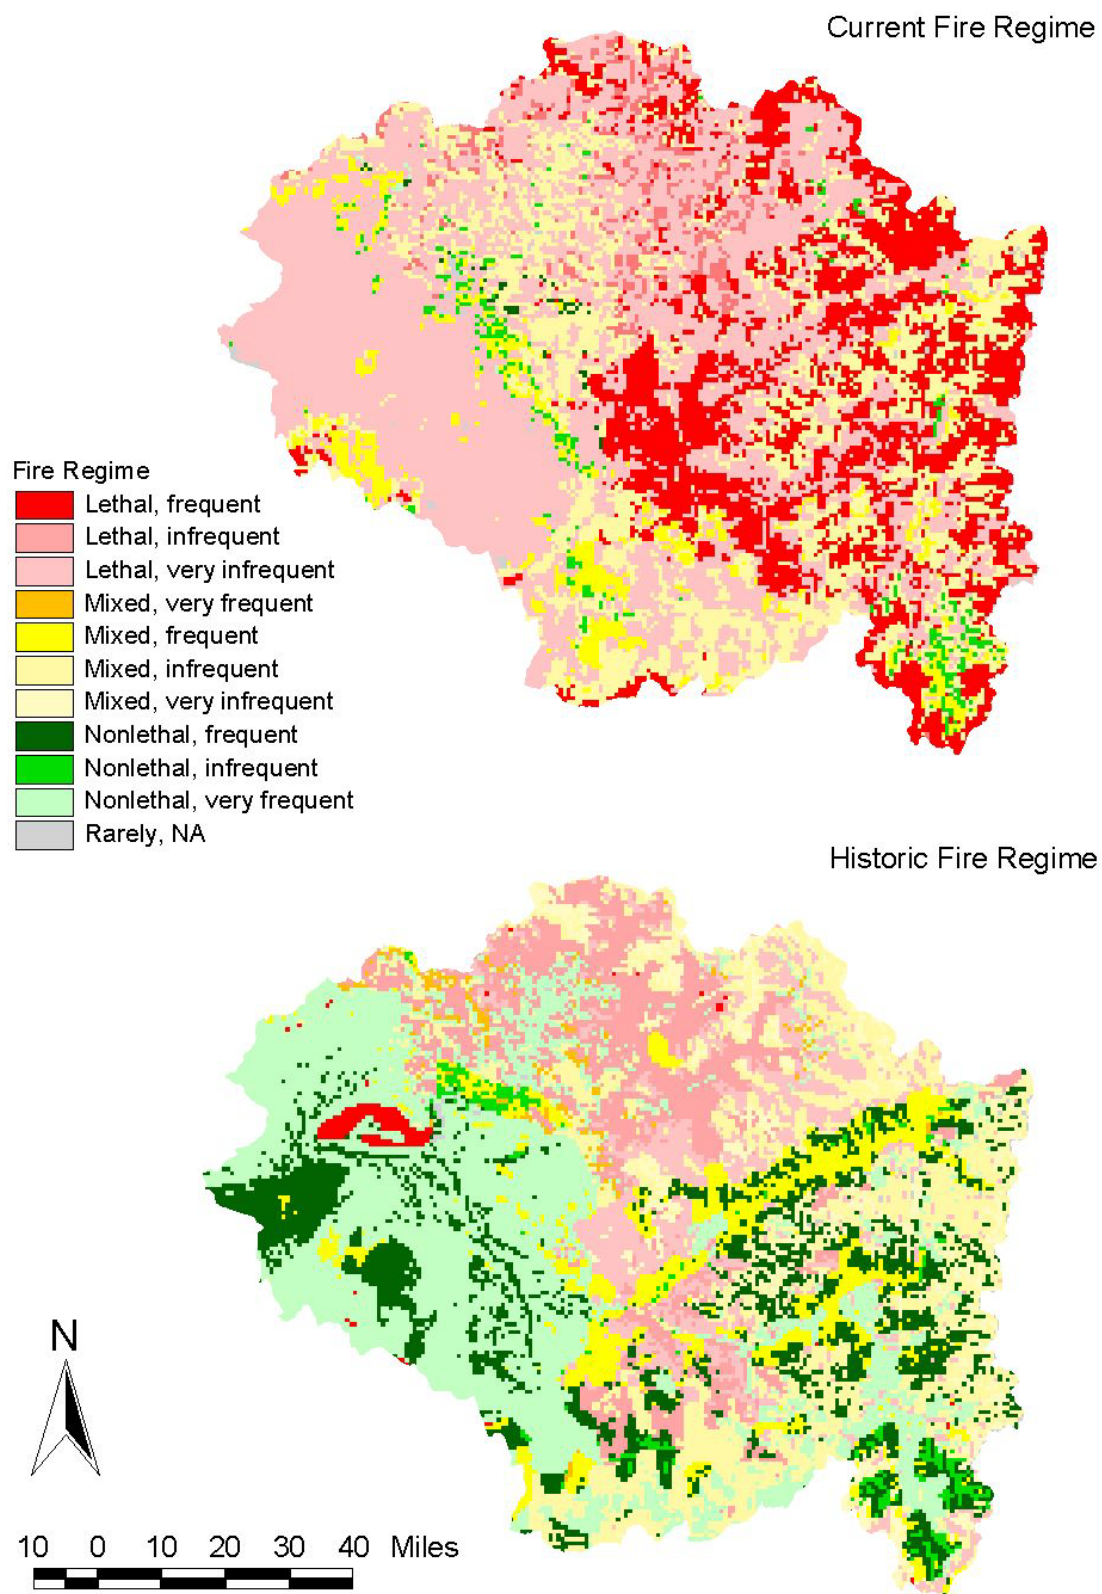 Current Fire Regime
Fire Regime
Lethal, frequent
Lethal, infrequent
Lethal, very infrequent
Mixed, very frequent
Mixed, frequent
Mixed, infrequent
Mixed, very infrequent
Nonlethal, frequent
Nonlethal, infrequent
Nonlethal, very frequent
Rarely, NA
Historic Fire Regime
N
10 0 10 20 30 40 Miles